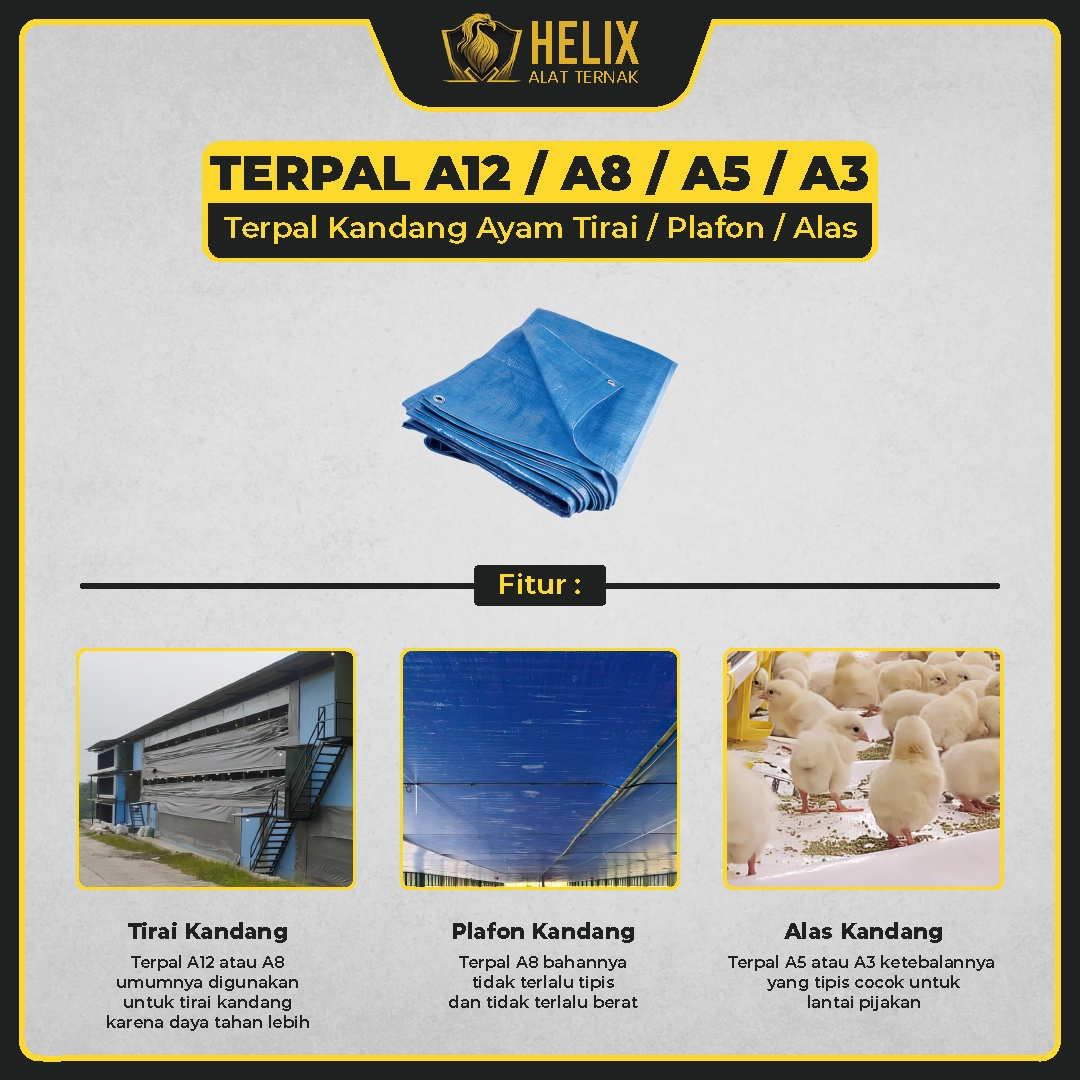 HELIX
ALAT TERNAK
TERPAL A12 / A8 / A5 / A3
Terpal Kandang Ayam Tirai / Plafon / Alas
Fitur :
Tirai Kandang
Terpal A12 atau A8
umumnya digunakan
untuk tirai kandang
karena daya tahan lebih
Plafon Kandang
Terpal A8 bahannya
tidak terlalu tipis
dan tidak terlalu berat
Alas Kandang
Terpal A5 atau A3 ketebalannya
yang tipis cocok untuk
lantai pijakan